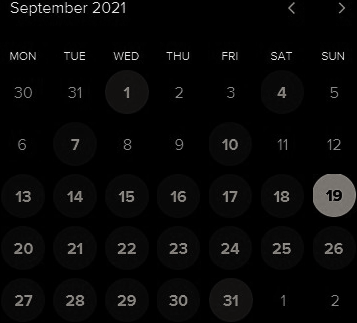 September 2021
MON TUE WED THU FRI SAT SUN
30 31 1 2 3 4 5
6 7 8 9 10 11 12
13 14 15 16 17 18 19
20 21 22 23 24 25 26
27 28 29 30 31 1 2